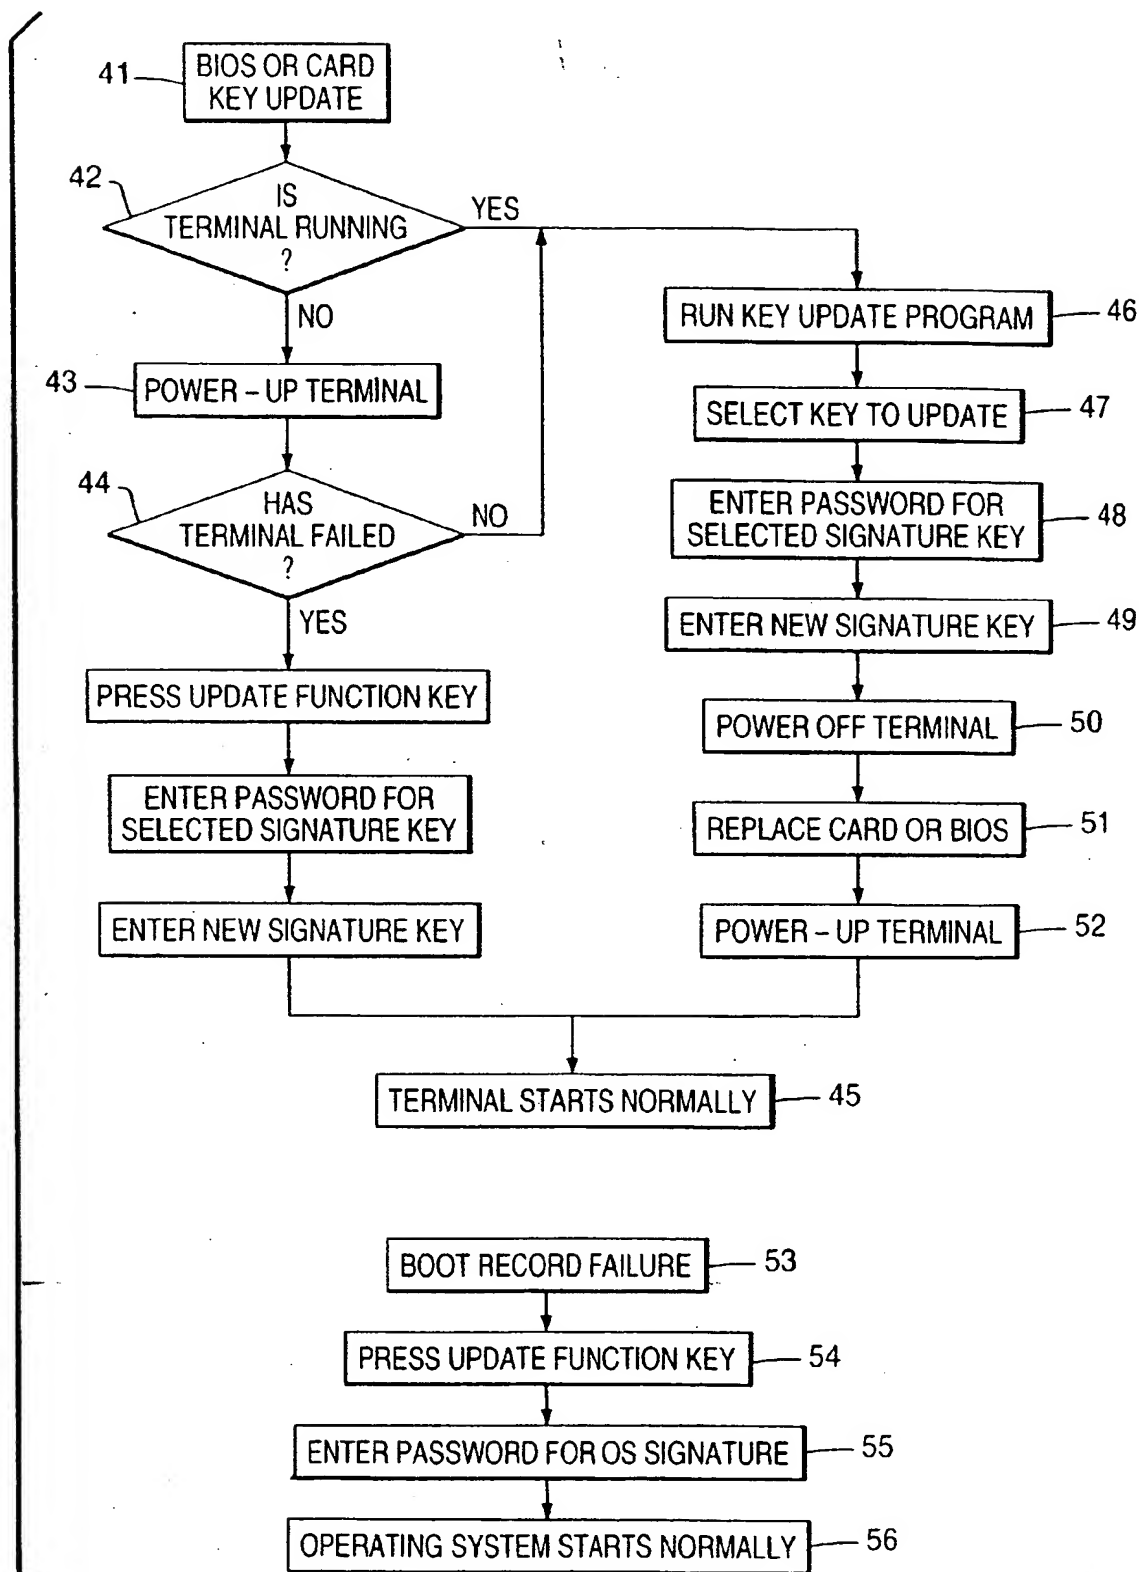 41
BIOS OR CARD
KEY UPDATE
42
IS
TERMINAL RUNNING
?
YES
NO
43
POWER – UP TERMINAL
44
HAS
TERMINAL FAILED
?
NO
YES
PRESS UPDATE FUNCTION KEY
ENTER PASSWORD FOR
SELECTED SIGNATURE KEY
ENTER NEW SIGNATURE KEY
RUN KEY UPDATE PROGRAM
46
SELECT KEY TO UPDATE
47
ENTER PASSWORD FOR
SELECTED SIGNATURE KEY
48
ENTER NEW SIGNATURE KEY
49
POWER OFF TERMINAL
50
REPLACE CARD OR BIOS
51
POWER – UP TERMINAL
52
TERMINAL STARTS NORMALLY
45
BOOT RECORD FAILURE
53
PRESS UPDATE FUNCTION KEY
54
ENTER PASSWORD FOR OS SIGNATURE
55
OPERATING SYSTEM STARTS NORMALLY
56